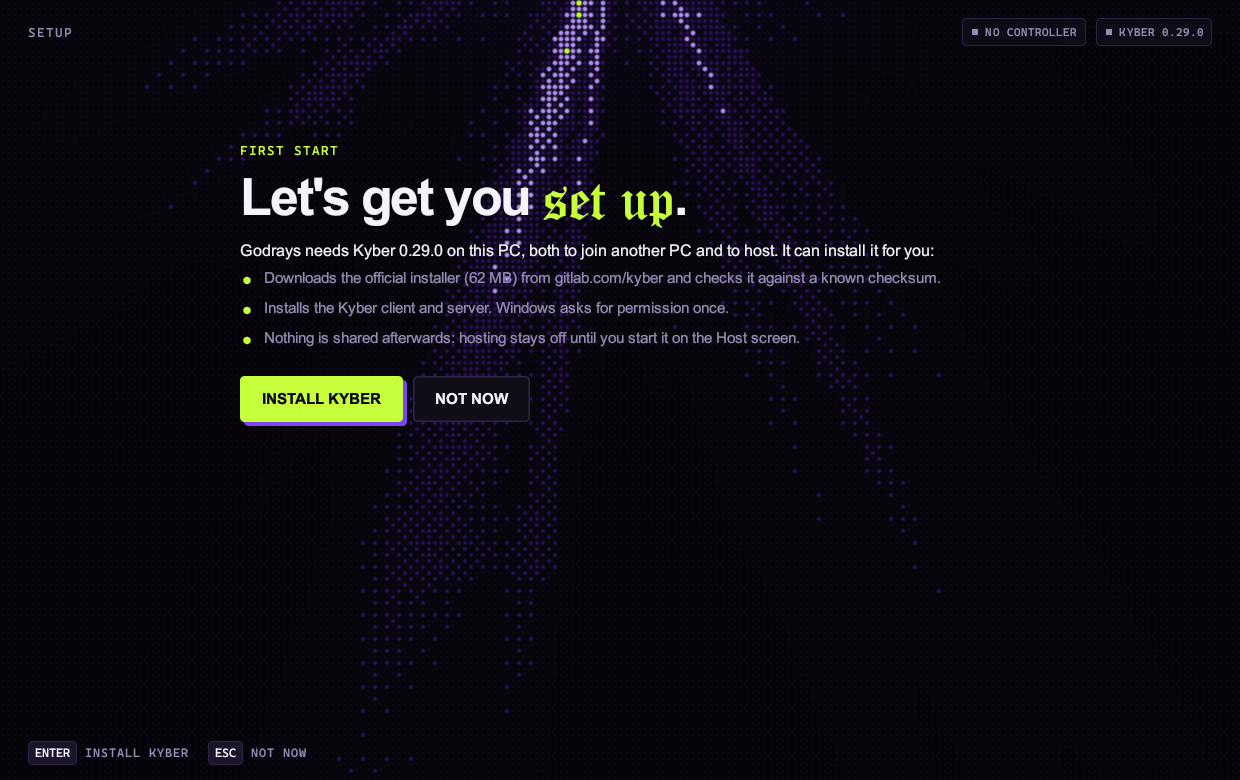 SETUP
NO CONTROLLER
KYBER 0.29.0
FIRST START
Let's get you set up.
Godrays needs Kyber 0.29.0 on this PC, both to join another PC and to host. It can install it for you:
Downloads the official installer (62 MB) from gitlab.com/kyber and checks it against a known checksum.
Installs the Kyber client and server. Windows asks for permission once.
Nothing is shared afterwards: hosting stays off until you start it on the Host screen.
INSTALL KYBER
NOT NOW
ENTER INSTALL KYBER ESC NOT NOW